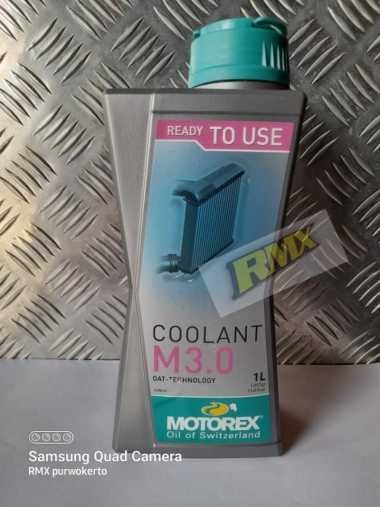 READY TO USE
RMX
COOLANT
M3.0
OAT-TECHNOLOGY
1L
MOTOREX
Oil of Switzerland
Samsung Quad Camera
RMX purwokerto